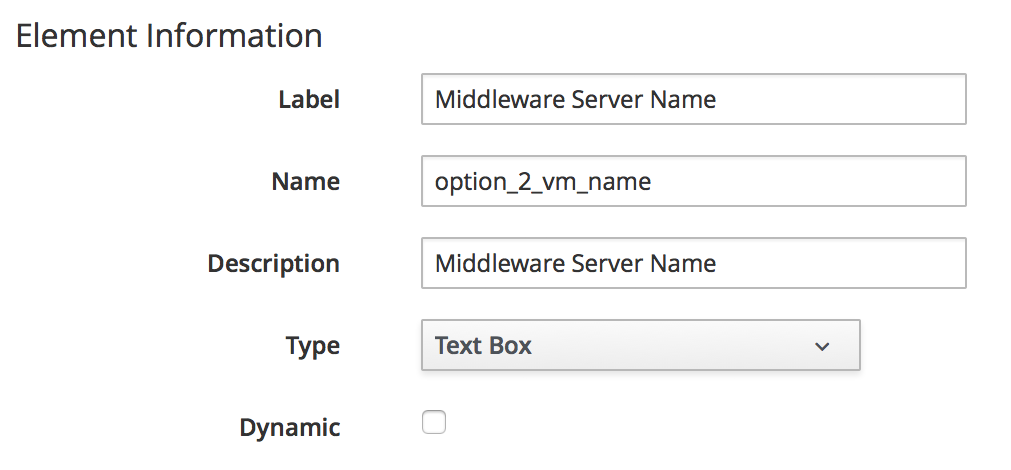 Element Information
Label Middleware Server Name
Name option_2_vm_name
Description Middleware Server Name
Type Text Box
Dynamic